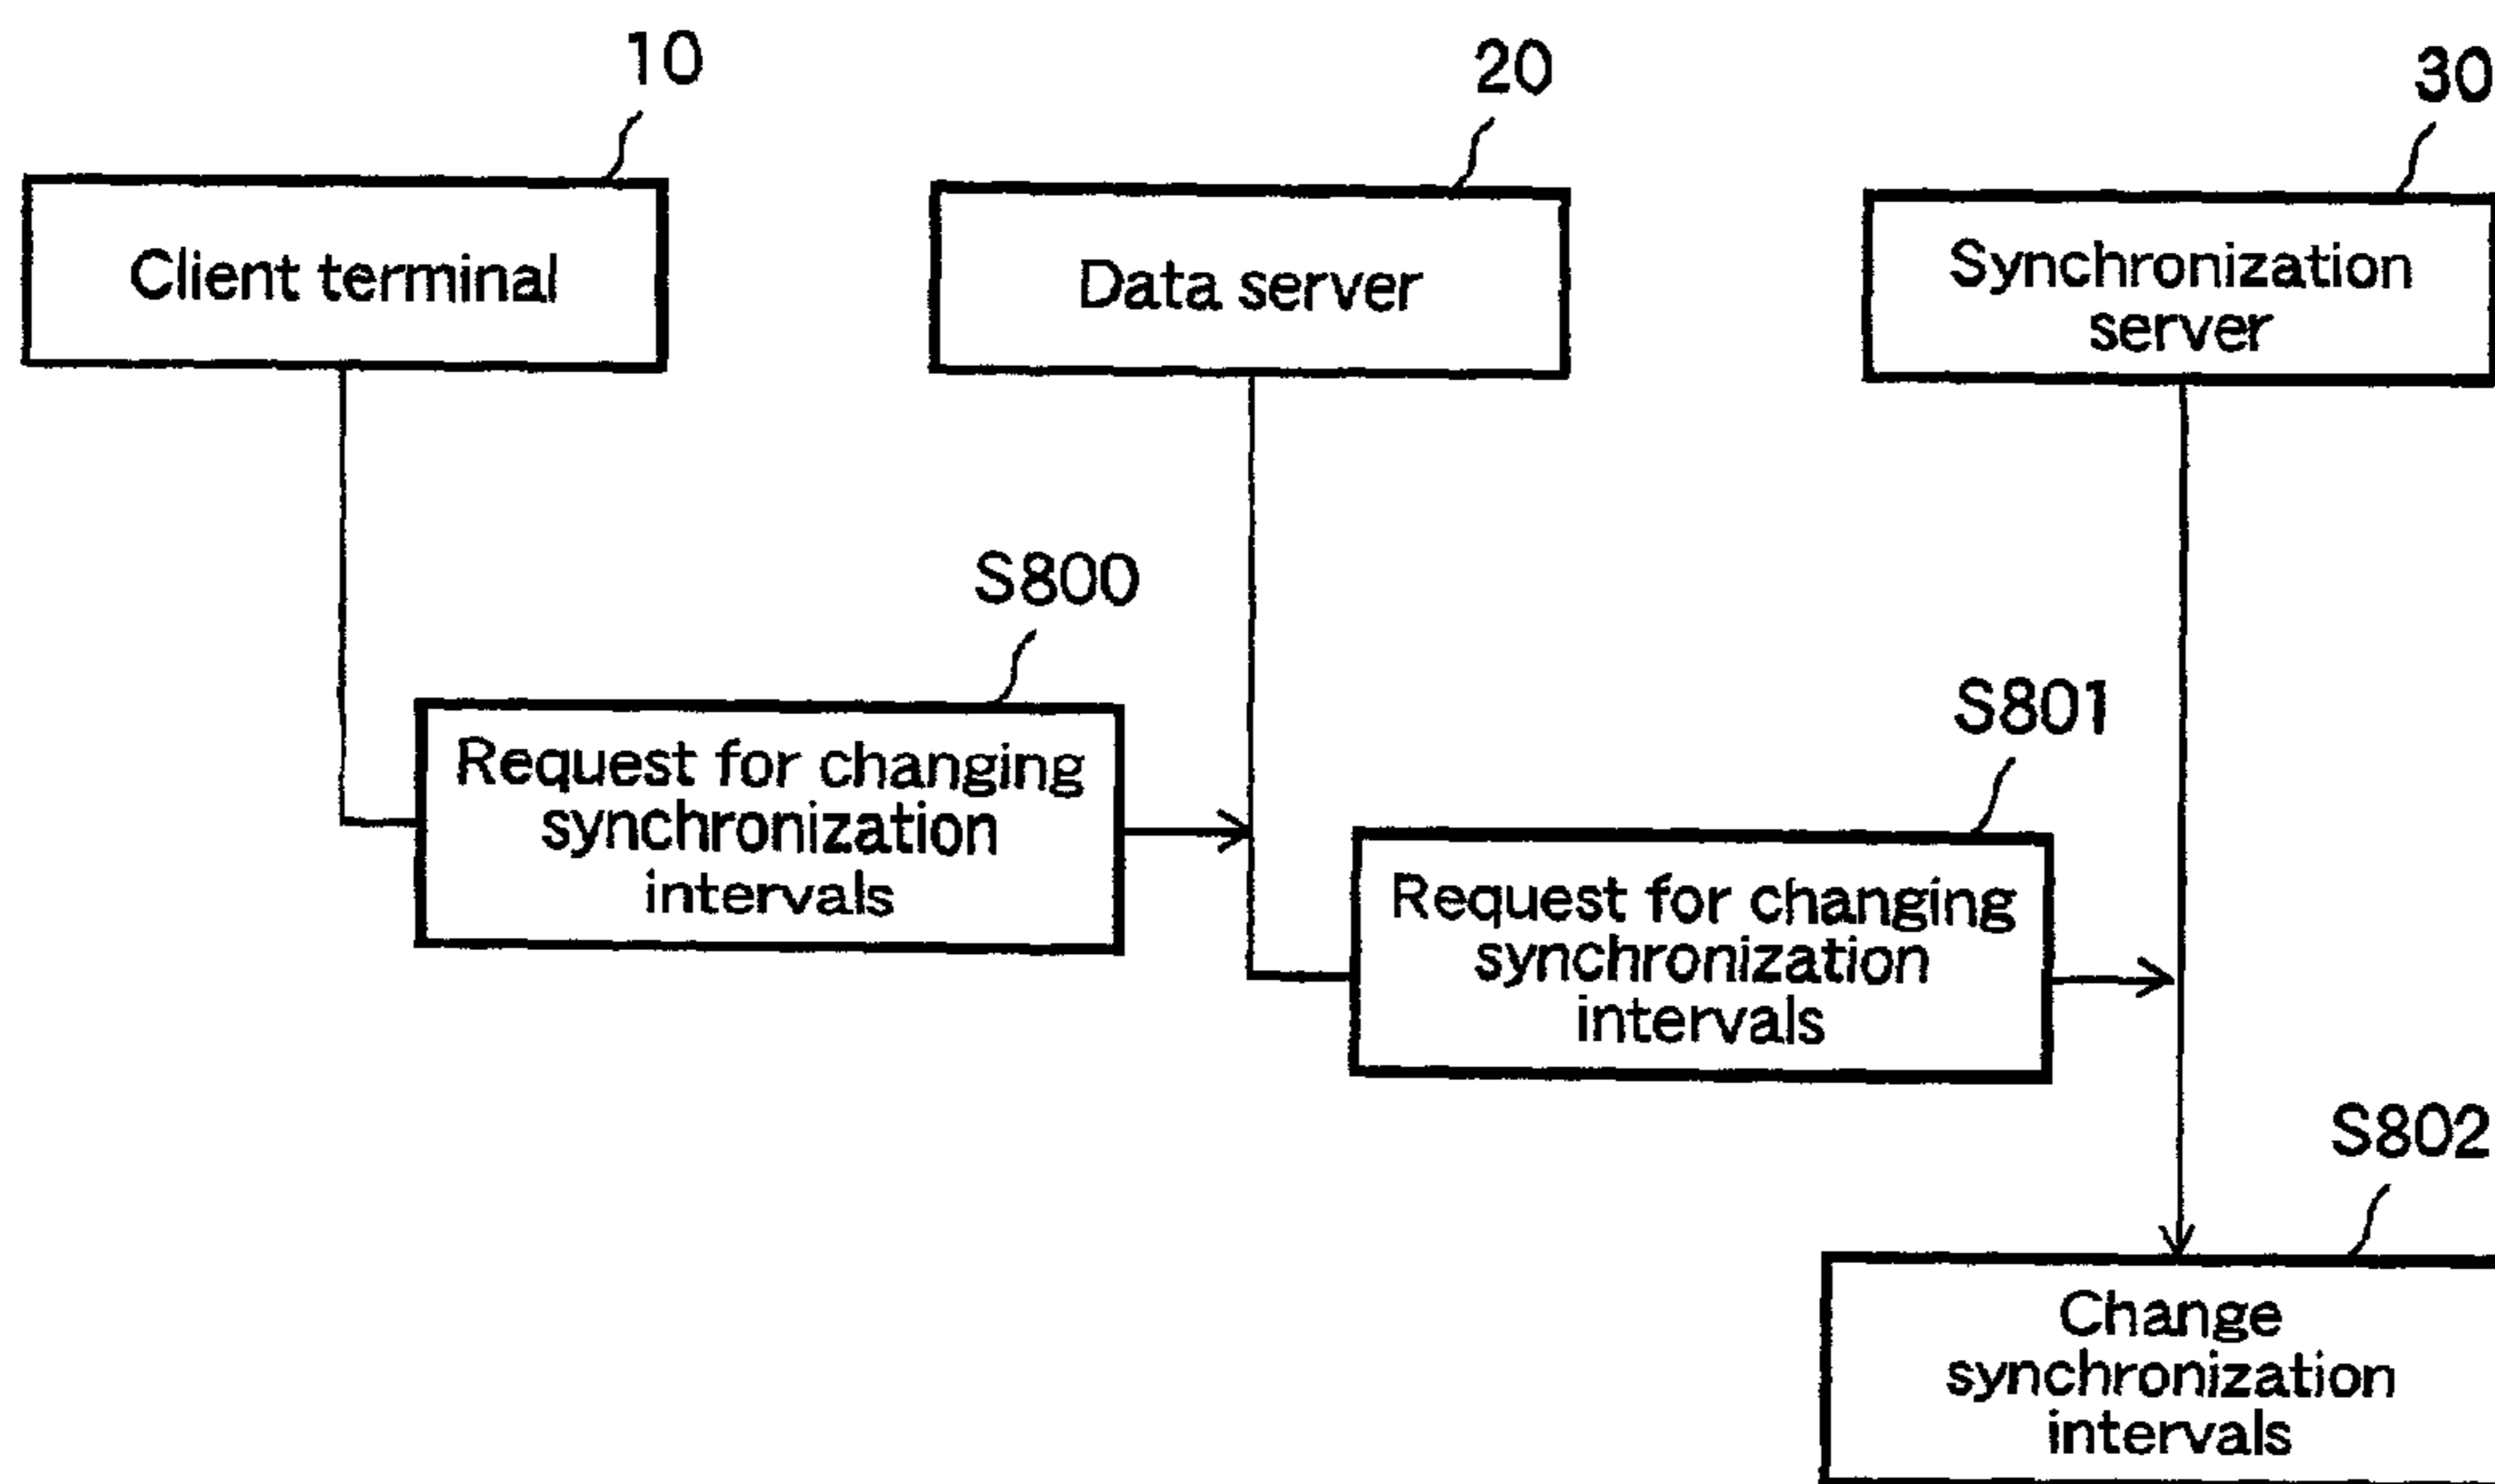 10
20
30
Client terminal
Data server
Synchronization
server
S800
Request for changing
synchronization
intervals
S801
Request for changing
synchronization
intervals
S802
Change
synchronization
intervals